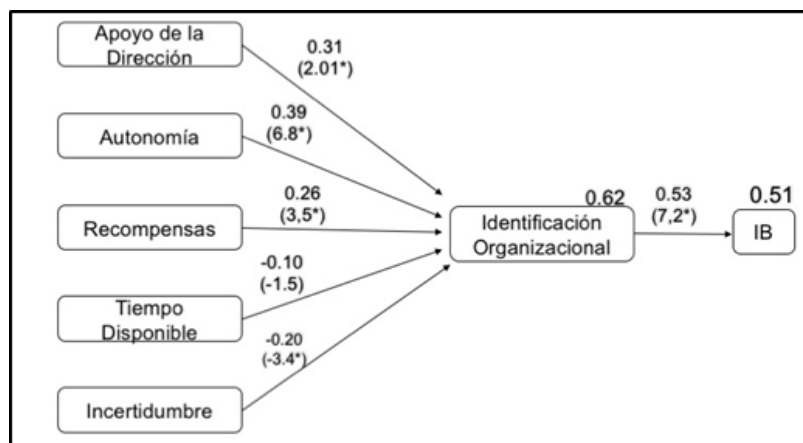 Apoyo de la
Dirección
0.31
(2.01*)
Autonomía
0.39
(6.8*)
Recompensas
0.26
(3,5*)
Identificación
Organizacional
0.62
0.53
(7,2*)
0.51
IB
Tiempo
Disponible
-0.10
(-1.5)
Incertidumbre
-0.20
(-3.4*)